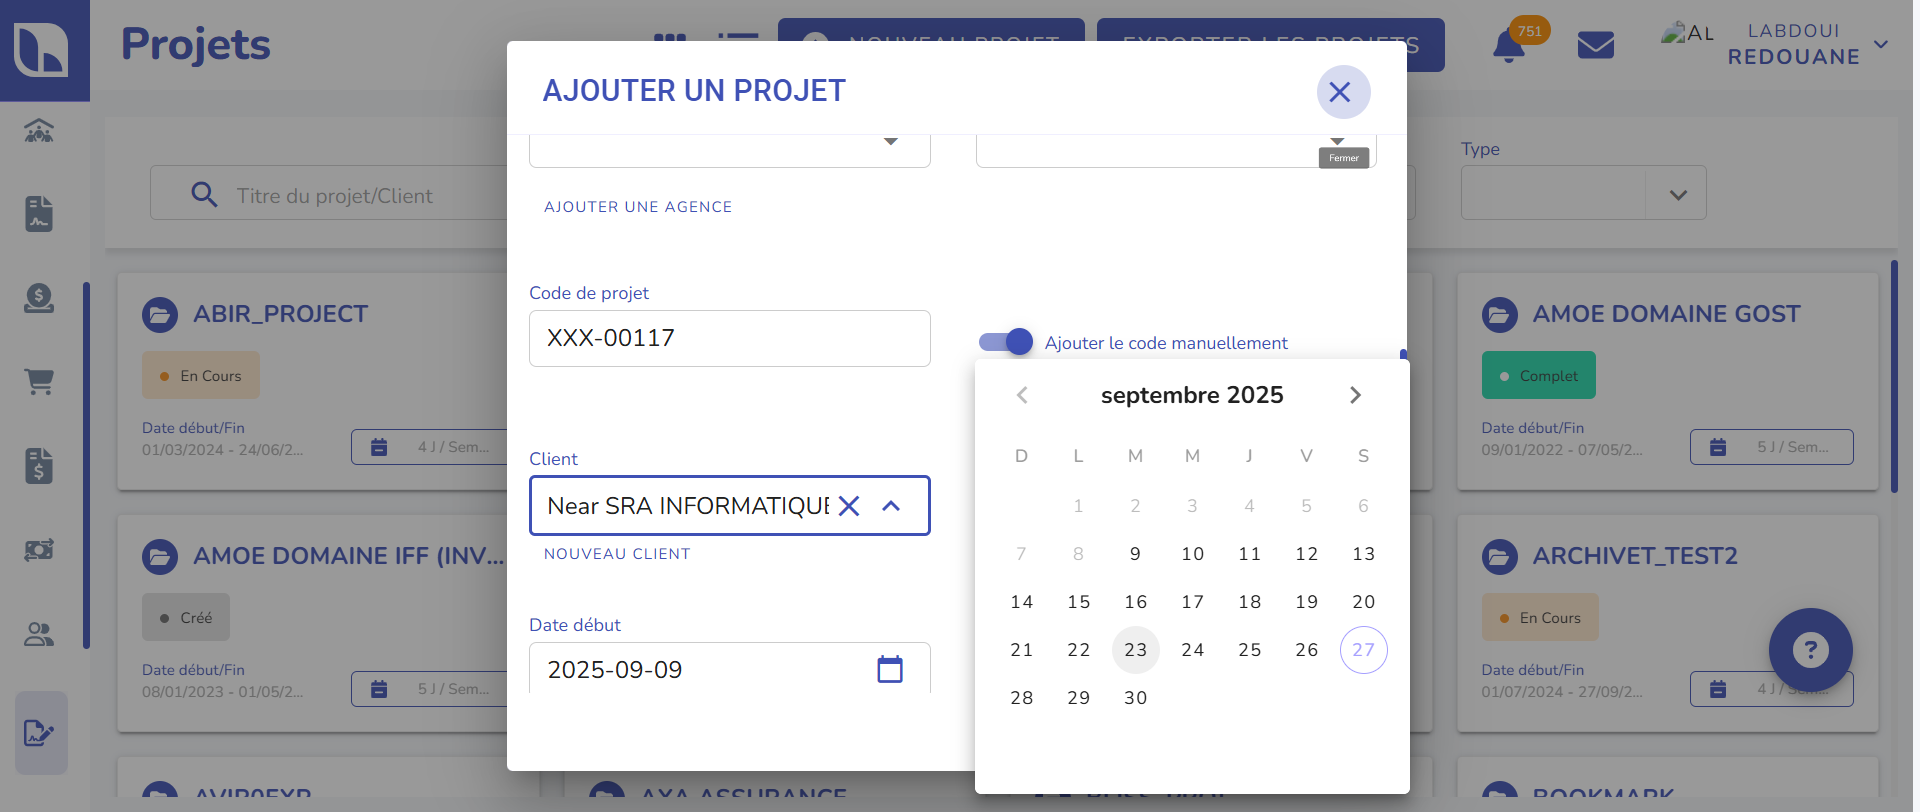 Projets
NOUVEAU PROJET
EXPORTER LES PROJETS
751
AL
LABDOUI
REDOUANE
AJOUTER UN PROJET
Fermer
AJOUTER UNE AGENCE
Titre du projet/Client
Type
Code de projet
XXX-00117
Ajouter le code manuellement
Client
Near SRA INFORMATIQUE
NOUVEAU CLIENT
Date début
2025-09-09
septembre 2025
D L M M J V S
1 2 3 4 5 6
7 8 9 10 11 12 13
14 15 16 17 18 19 20
21 22 23 24 25 26 27
28 29 30
ABIR_PROJECT
En Cours
Date début/Fin
01/03/2024 - 24/06/2...
4 J / Sem...
AMOE DOMAINE GOST
Complet
Date début/Fin
09/01/2022 - 07/05/2...
5 J / Sem...
AMOE DOMAINE IFF (INV...
Créé
Date début/Fin
08/01/2023 - 01/05/2...
5 J / Sem...
ARCHIVET_TEST2
En Cours
Date début/Fin
01/07/2024 - 27/09/2...
4 J / Sem...
?
AXA ASSURANCE
BOOKMARK